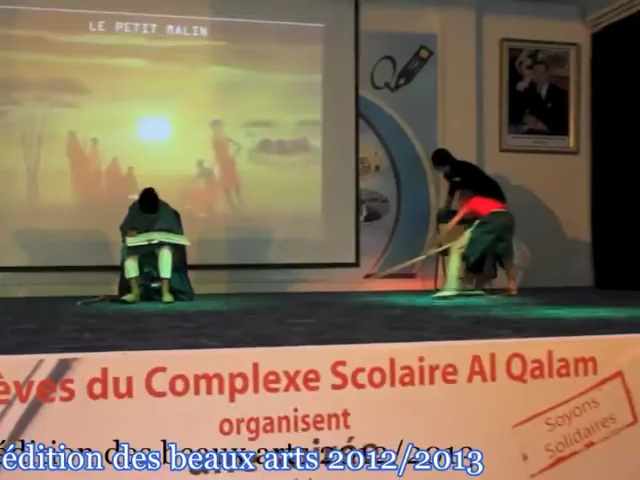 LE PETIT MALIN
èves du Complexe Scolaire Al Qalam
organisent
Soyons
Solidaires
édition des beaux arts 2012/2013